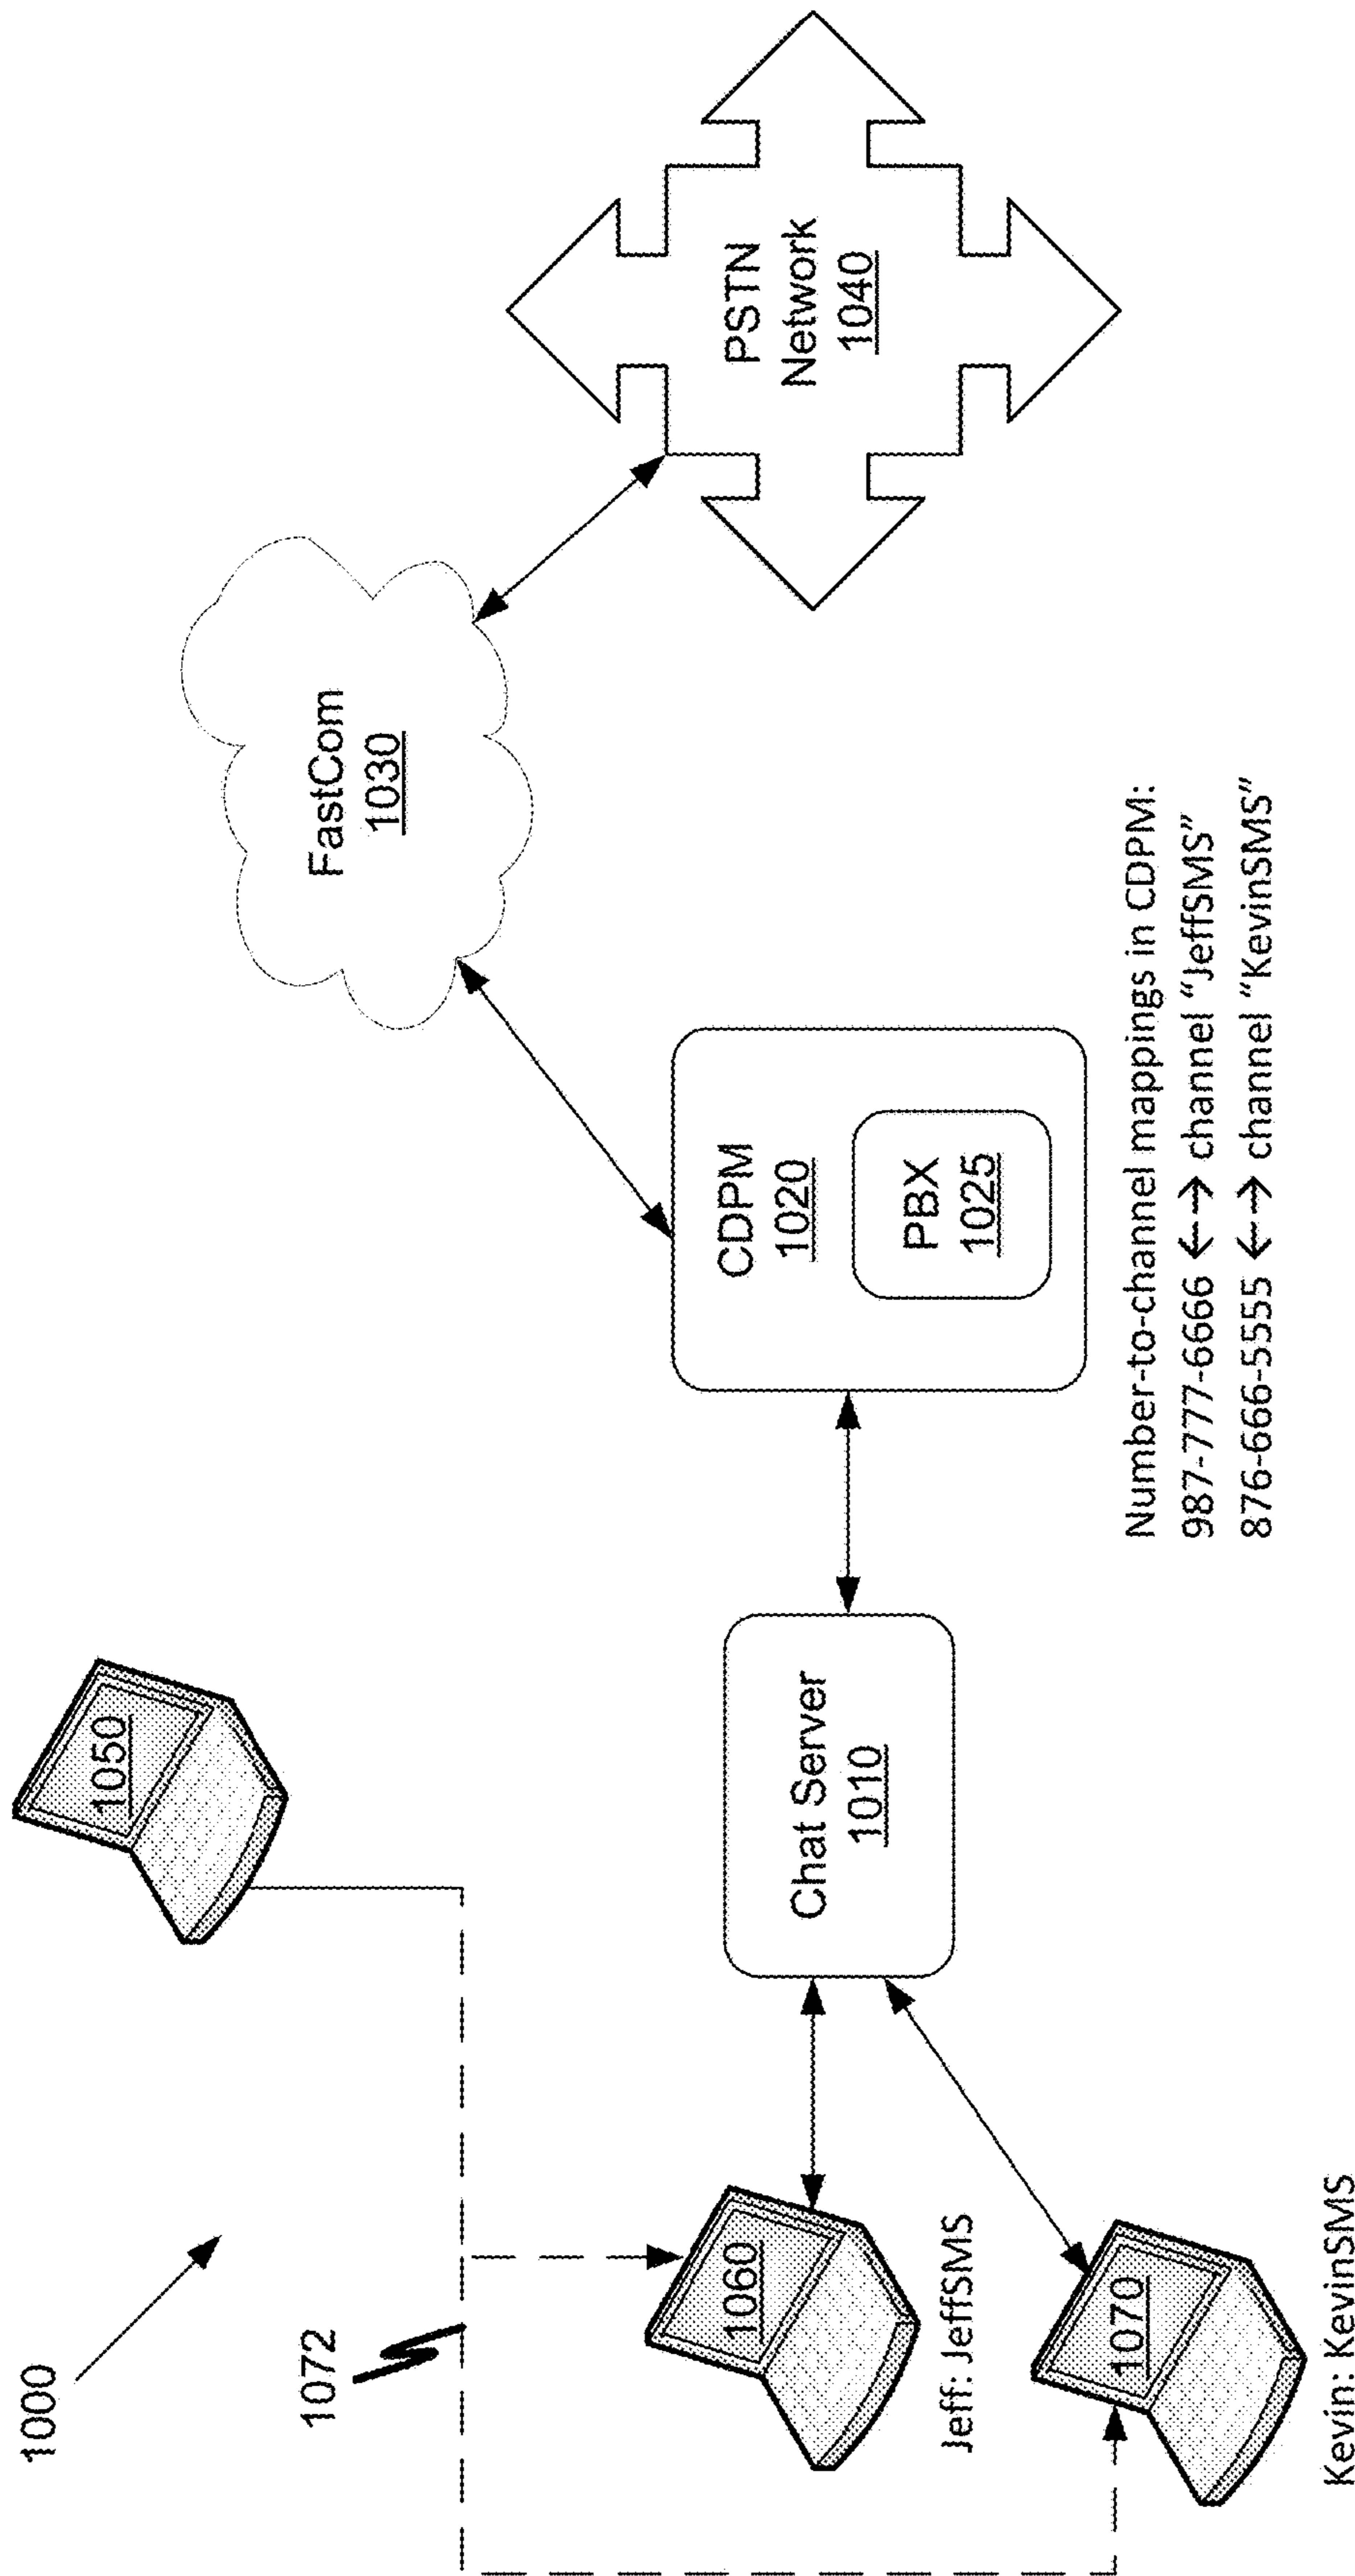 1000
1072
1050
1060
Jeff: JeffSMS
1070
Kevin: KevinSMS
Chat Server
1010
CDPM
1020
PBX
1025
Number-to-channel mappings in CDPM:
987-777-6666 ←→ channel “JeffSMS”
876-666-5555 ←→ channel “KevinSMS”
FastCom
1030
PSTN
Network
1040